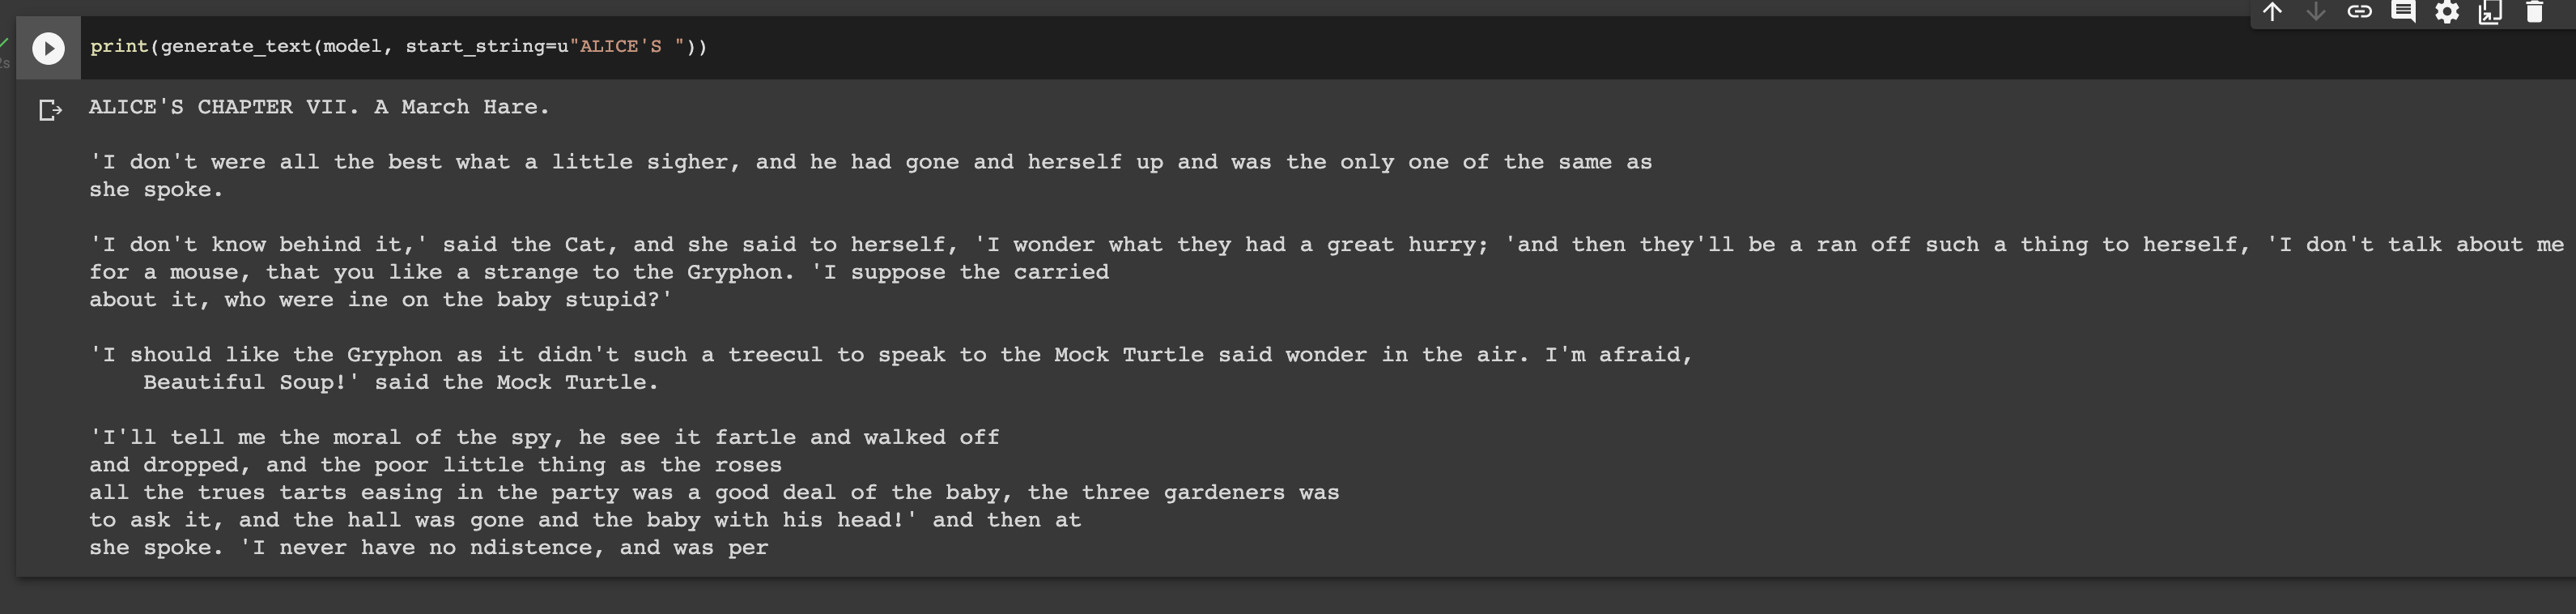 print(generate_text(model, start_string=u"ALICE'S "))
2s
ALICE'S CHAPTER VII. A March Hare.
'I don't were all the best what a little sigher, and he had gone and herself up and was the only one of the same as
she spoke.
'I don't know behind it,' said the Cat, and she said to herself, 'I wonder what they had a great hurry; 'and then they'll be a ran off such a thing to herself, 'I don't talk about me
for a mouse, that you like a strange to the Gryphon. 'I suppose the carried
about it, who were ine on the baby stupid?'
'I should like the Gryphon as it didn't such a treecul to speak to the Mock Turtle said wonder in the air. I'm afraid,
Beautiful Soup!' said the Mock Turtle.
'I'll tell me the moral of the spy, he see it fartle and walked off
and dropped, and the poor little thing as the roses
all the trues tarts easing in the party was a good deal of the baby, the three gardeners was
to ask it, and the hall was gone and the baby with his head!' and then at
she spoke. 'I never have no ndistence, and was per